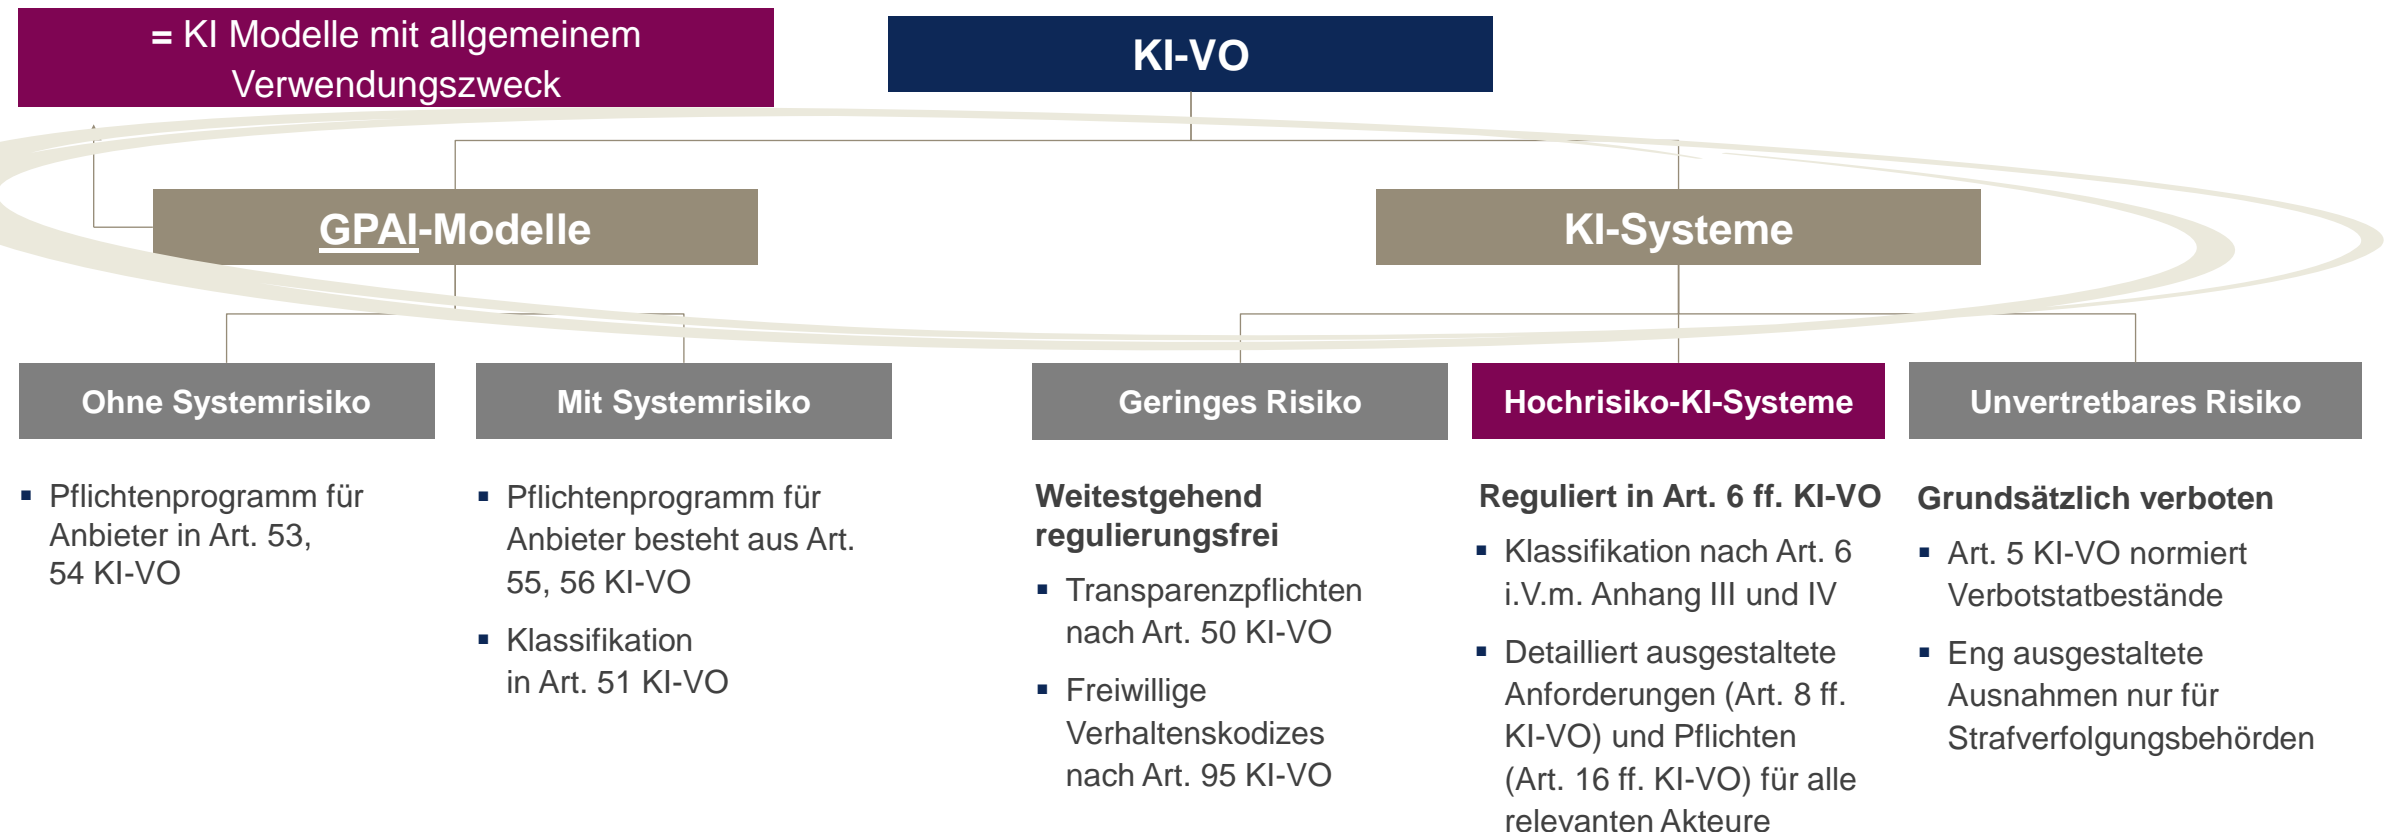 = KI Modelle mit allgemeinem
Verwendungszweck
KI-VO
GPAI-Modelle
KI-Systeme
Ohne Systemrisiko
Mit Systemrisiko
Geringes Risiko
Hochrisiko-KI-Systeme
Unvertretbares Risiko
▪ Pflichtenprogramm für
Anbieter in Art. 53,
54 KI-VO
▪ Pflichtenprogramm für
Anbieter besteht aus Art.
55, 56 KI-VO
▪ Klassifikation
in Art. 51 KI-VO
Weitestgehend
regulierungsfrei
▪ Transparenzpflichten
nach Art. 50 KI-VO
▪ Freiwillige
Verhaltenskodizes
nach Art. 95 KI-VO
Reguliert in Art. 6 ff. KI-VO
▪ Klassifikation nach Art. 6
i.V.m. Anhang III und IV
▪ Detailliert ausgestaltete
Anforderungen (Art. 8 ff.
KI-VO) und Pflichten
(Art. 16 ff. KI-VO) für alle
relevanten Akteure
Grundsätzlich verboten
▪ Art. 5 KI-VO normiert
Verbotstatbestände
▪ Eng ausgestaltete
Ausnahmen nur für
Strafverfolgungsbehörden